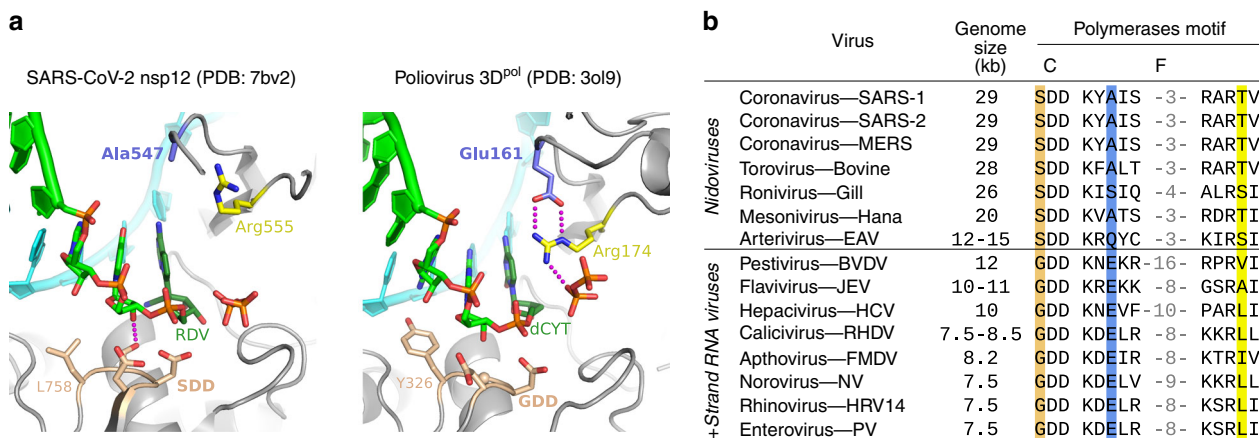 a
SARS-CoV-2 nsp12 (PDB: 7bv2)
Ala547
Arg555
RDV
L758
SDD
Poliovirus 3Dpol (PDB: 3ol9)
Glu161
Arg174
dCYT
Y326
GDD
b
Virus Genome size (kb) Polymerases motif
C F
Nidoviruses
Coronavirus—SARS-1 29 SDD KYAIS -3- RARTV
Coronavirus—SARS-2 29 SDD KYAIS -3- RARTV
Coronavirus—MERS 29 SDD KYAIS -3- RARTV
Torovirus—Bovine 28 SDD KFALT -3- RARTV
Ronivirus—Gill 26 SDD KISIQ -4- ALRSI
Mesonivirus—Hana 20 SDD KVATS -3- RDRTI
Arterivirus—EAV 12-15 SDD KRQYC -3- KIRSI
+Strand RNA viruses
Pestivirus—BVDV 12 GDD KNEKR -16- RPRVI
Flavivirus—JEV 10-11 GDD KREKK -8- GSRAI
Hepacivirus—HCV 10 GDD KNEVF -10- PARLI
Calicivirus—RHDV 7.5-8.5 GDD KDELR -8- KKRLI
Apthovirus—FMDV 8.2 GDD KDEIR -8- KTRIV
Norovirus—NV 7.5 GDD KDELV -9- KKRLL
Rhinovirus—HRV14 7.5 GDD KDELR -8- KSRLI
Enterovirus—PV 7.5 GDD KDELR -8- KSRLI